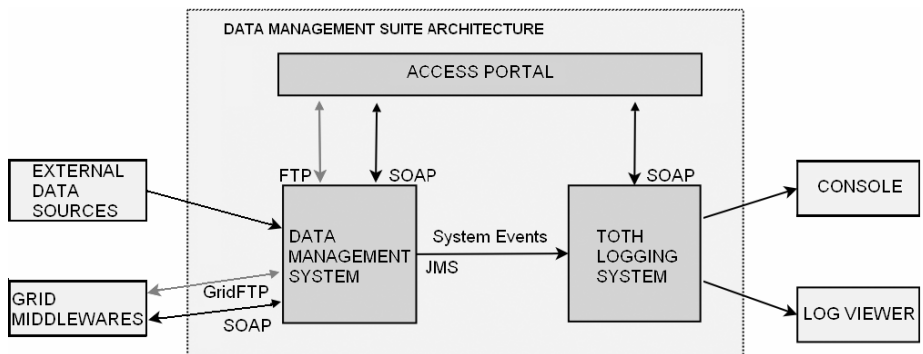 DATA MANAGEMENT SUITE ARCHITECTURE
ACCESS PORTAL
FTP
SOAP
SOAP
EXTERNAL
DATA
SOURCES
DATA
MANAGEMENT
SYSTEM
System Events
JMS
TOTH
LOGGING
SYSTEM
CONSOLE
GRID
MIDDLEWARES
GridFTP
SOAP
LOG VIEWER